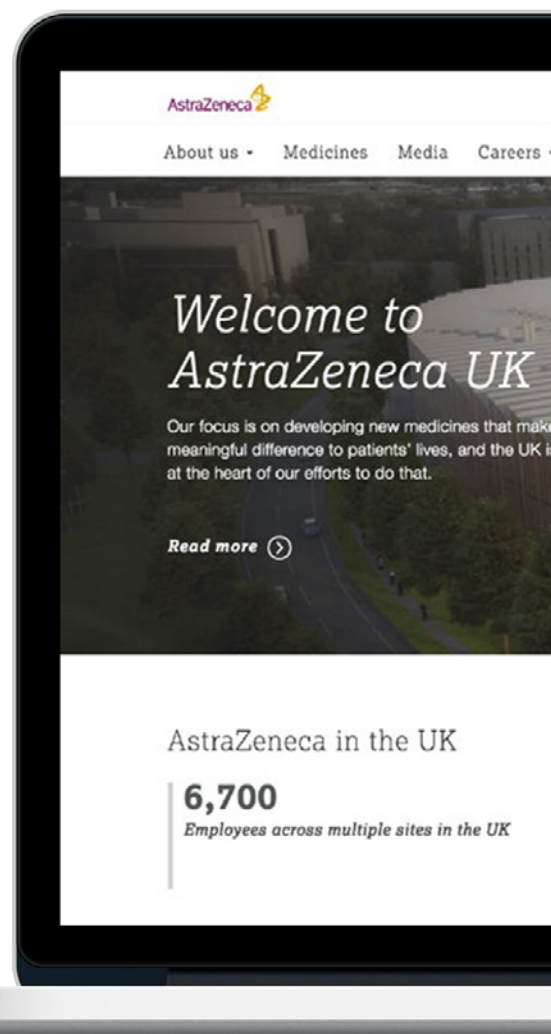 AstraZeneca
About us
Medicines
Media
Careers
Welcome to
AstraZeneca UK
Our focus is on developing new medicines that make
meaningful difference to patients' lives, and the UK is
at the heart of our efforts to do that.
Read more
AstraZeneca in the UK
6,700
Employees across multiple sites in the UK